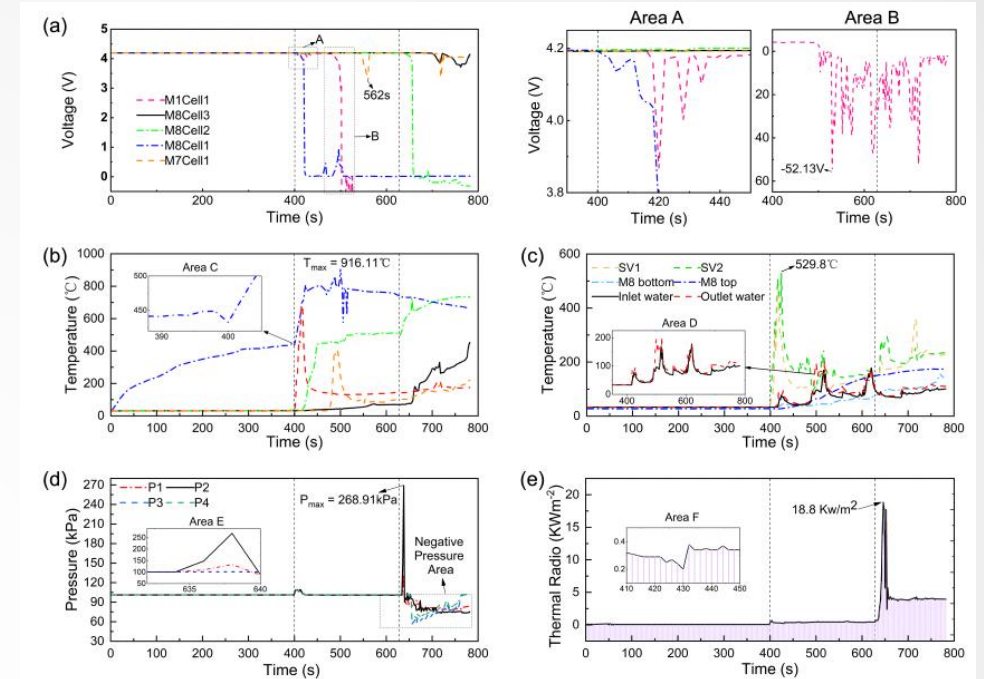 (a)
Voltage (V)
5
4
3
2
1
0
A
B
562s
M1Cell1
M8Cell3
M8Cell2
M8Cell1
M7Cell1
0 100 200 300 400 500 600 700 800
Time (s)
Area A
Voltage (V)
4.2
4.0
3.8
400 420 440
Time (s)
Area B
0
20
40
60
-52.13V
400 600 800
Time (s)
(b)
Temperature (℃)
1000
800
600
400
200
0
Area C
500
450
390 400
Tmax = 916.11℃
0 100 200 300 400 500 600 700 800
Time (s)
(c)
Temperature (℃)
600
400
200
0
SV1 SV2
M8 bottom M8 top
Inlet water Outlet water
529.8℃
Area D
200
100
0
400 600 800
0 100 200 300 400 500 600 700 800
Time (s)
(d)
Pressure (kPa)
270
240
210
180
150
120
90
60
30
P1 P2
P3 P4
Pmax = 268.91kPa
Area E
250
200
150
100
50
635 640
Negative
Pressure
Area
0 100 200 300 400 500 600 700 800
Time (s)
(e)
Thermal Radio (KWm⁻²)
20
15
10
5
0
18.8 Kw/m²
Area F
0.4
0.2
410 420 430 440 450
0 100 200 300 400 500 600 700 800
Time (s)